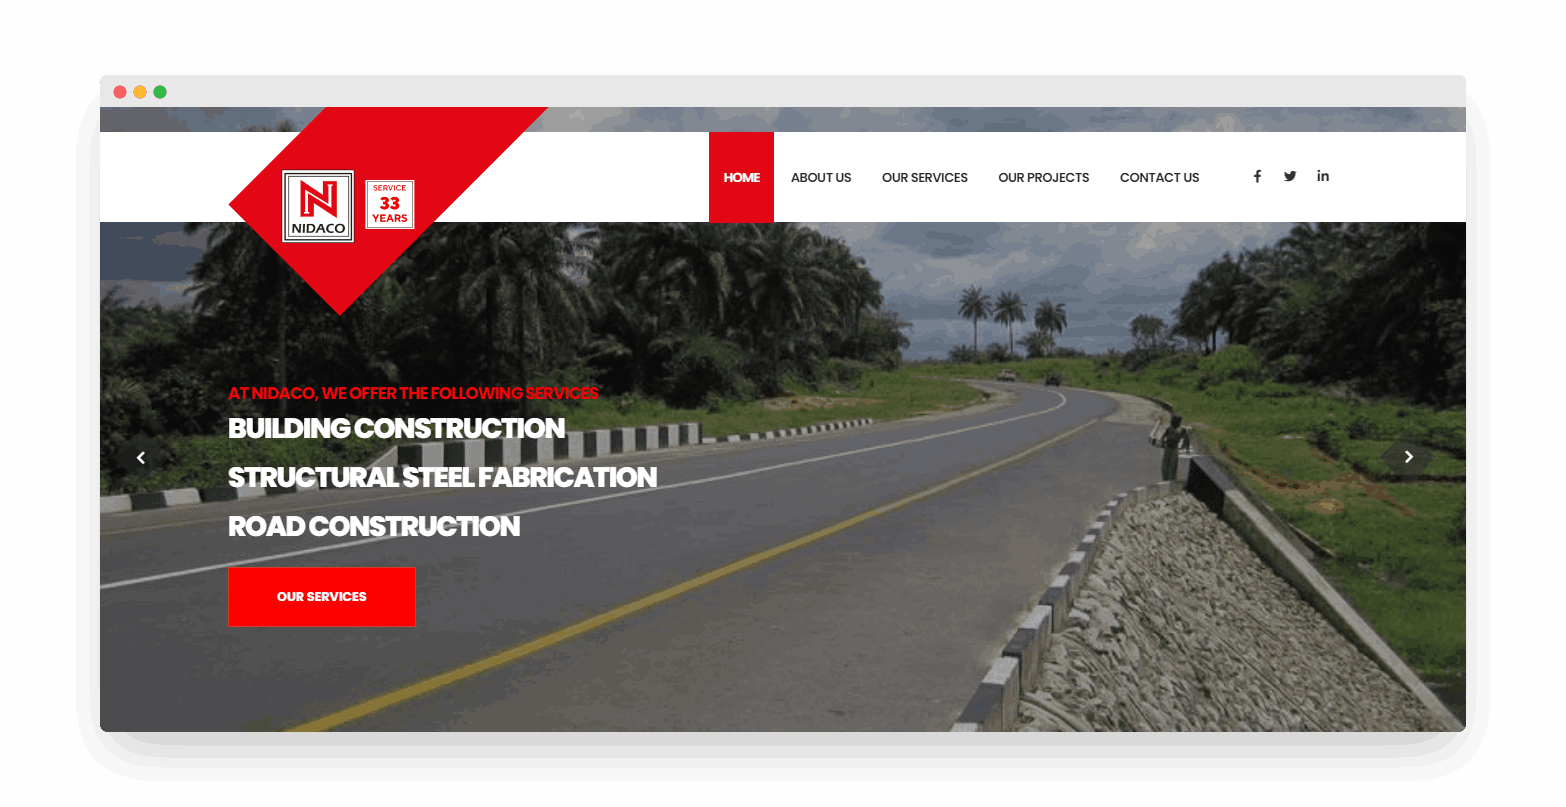 NIDACO
SERVICE
33
YEARS
HOME ABOUT US OUR SERVICES OUR PROJECTS CONTACT US
AT NIDACO, WE OFFER THE FOLLOWING SERVICES
BUILDING CONSTRUCTION
STRUCTURAL STEEL FABRICATION
ROAD CONSTRUCTION
OUR SERVICES